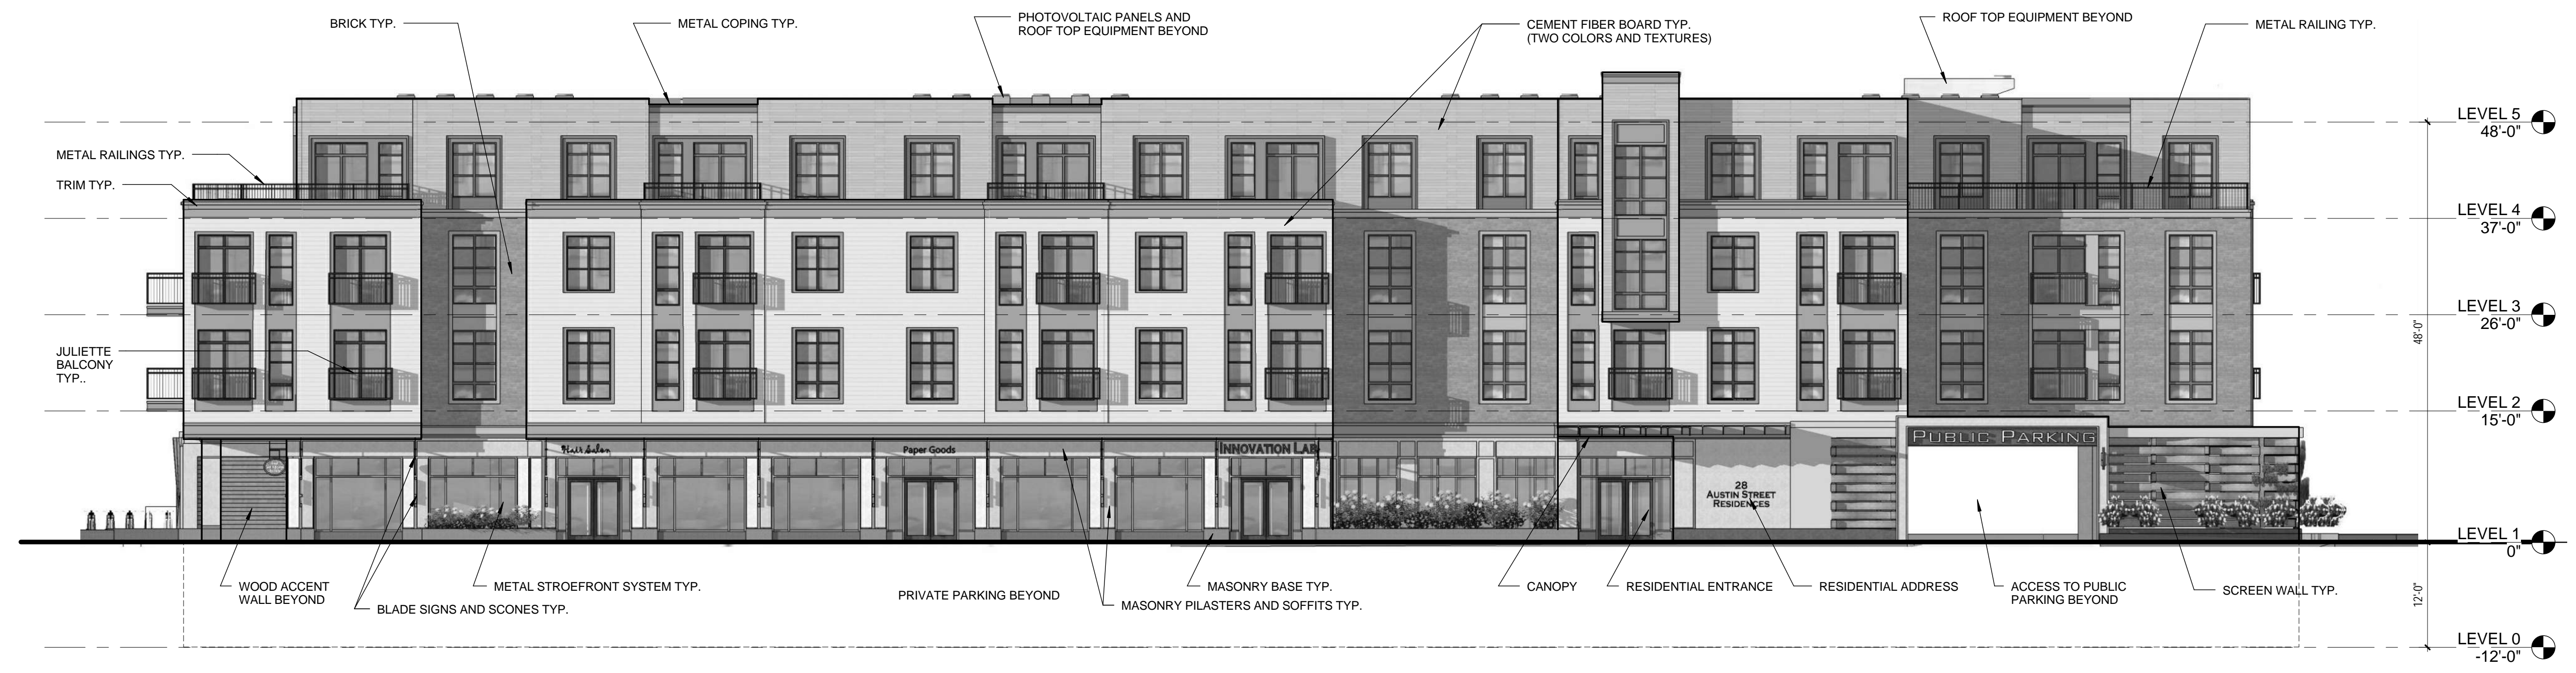 BRICK TYP.
METAL COPING TYP.
PHOTOVOLTAIC PANELS AND
ROOF TOP EQUIPMENT BEYOND
CEMENT FIBER BOARD TYP.
(TWO COLORS AND TEXTURES)
ROOF TOP EQUIPMENT BEYOND
METAL RAILING TYP.
LEVEL 5
48'-0"
METAL RAILINGS TYP.
TRIM TYP.
LEVEL 4
37'-0"
LEVEL 3
26'-0"
48'-0"
JULIETTE
BALCONY
TYP..
LEVEL 2
15'-0"
Hair Salon
Paper Goods
INNOVATION LAB
PUBLIC PARKING
28
AUSTIN STREET
RESIDENCES
LEVEL 1
0"
WOOD ACCENT
WALL BEYOND
BLADE SIGNS AND SCONES TYP.
METAL STROEFRONT SYSTEM TYP.
PRIVATE PARKING BEYOND
MASONRY PILASTERS AND SOFFITS TYP.
MASONRY BASE TYP.
CANOPY
RESIDENTIAL ENTRANCE
RESIDENTIAL ADDRESS
ACCESS TO PUBLIC
PARKING BEYOND
SCREEN WALL TYP.
12'-0"
LEVEL 0
-12'-0"